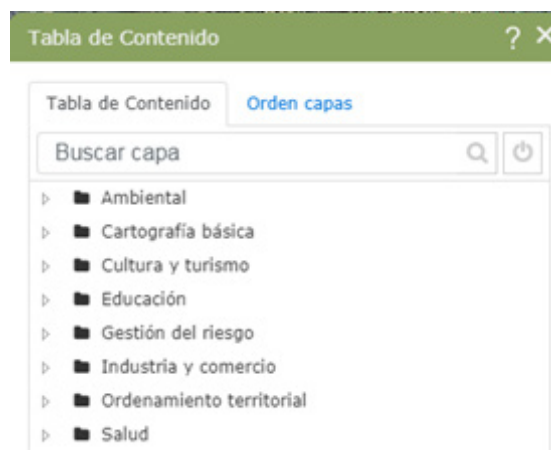 Tabla de Contenido ? ×
Tabla de Contenido Orden capas
Buscar capa
Ambiental
Cartografía básica
Cultura y turismo
Educación
Gestión del riesgo
Industria y comercio
Ordenamiento territorial
Salud